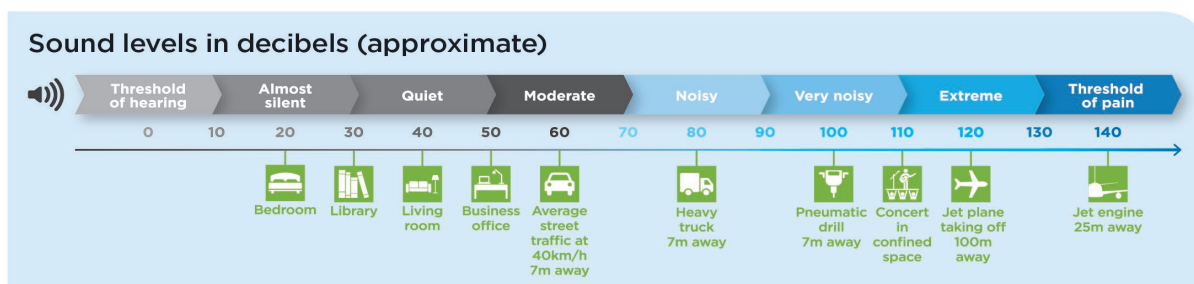 Sound levels in decibels (approximate)
Threshold
of hearing
Almost
silent
Quiet
Moderate
Noisy
Very noisy
Extreme
Threshold
of pain
0 10 20 30 40 50 60 70 80 90 100 110 120 130 140
Bedroom
Library
Living
room
Business
office
Average
street
traffic at
40km/h
7m away
Heavy
truck
7m away
Pneumatic
drill
7m away
Concert
in
confined
space
Jet plane
taking off
100m
away
Jet engine
25m away